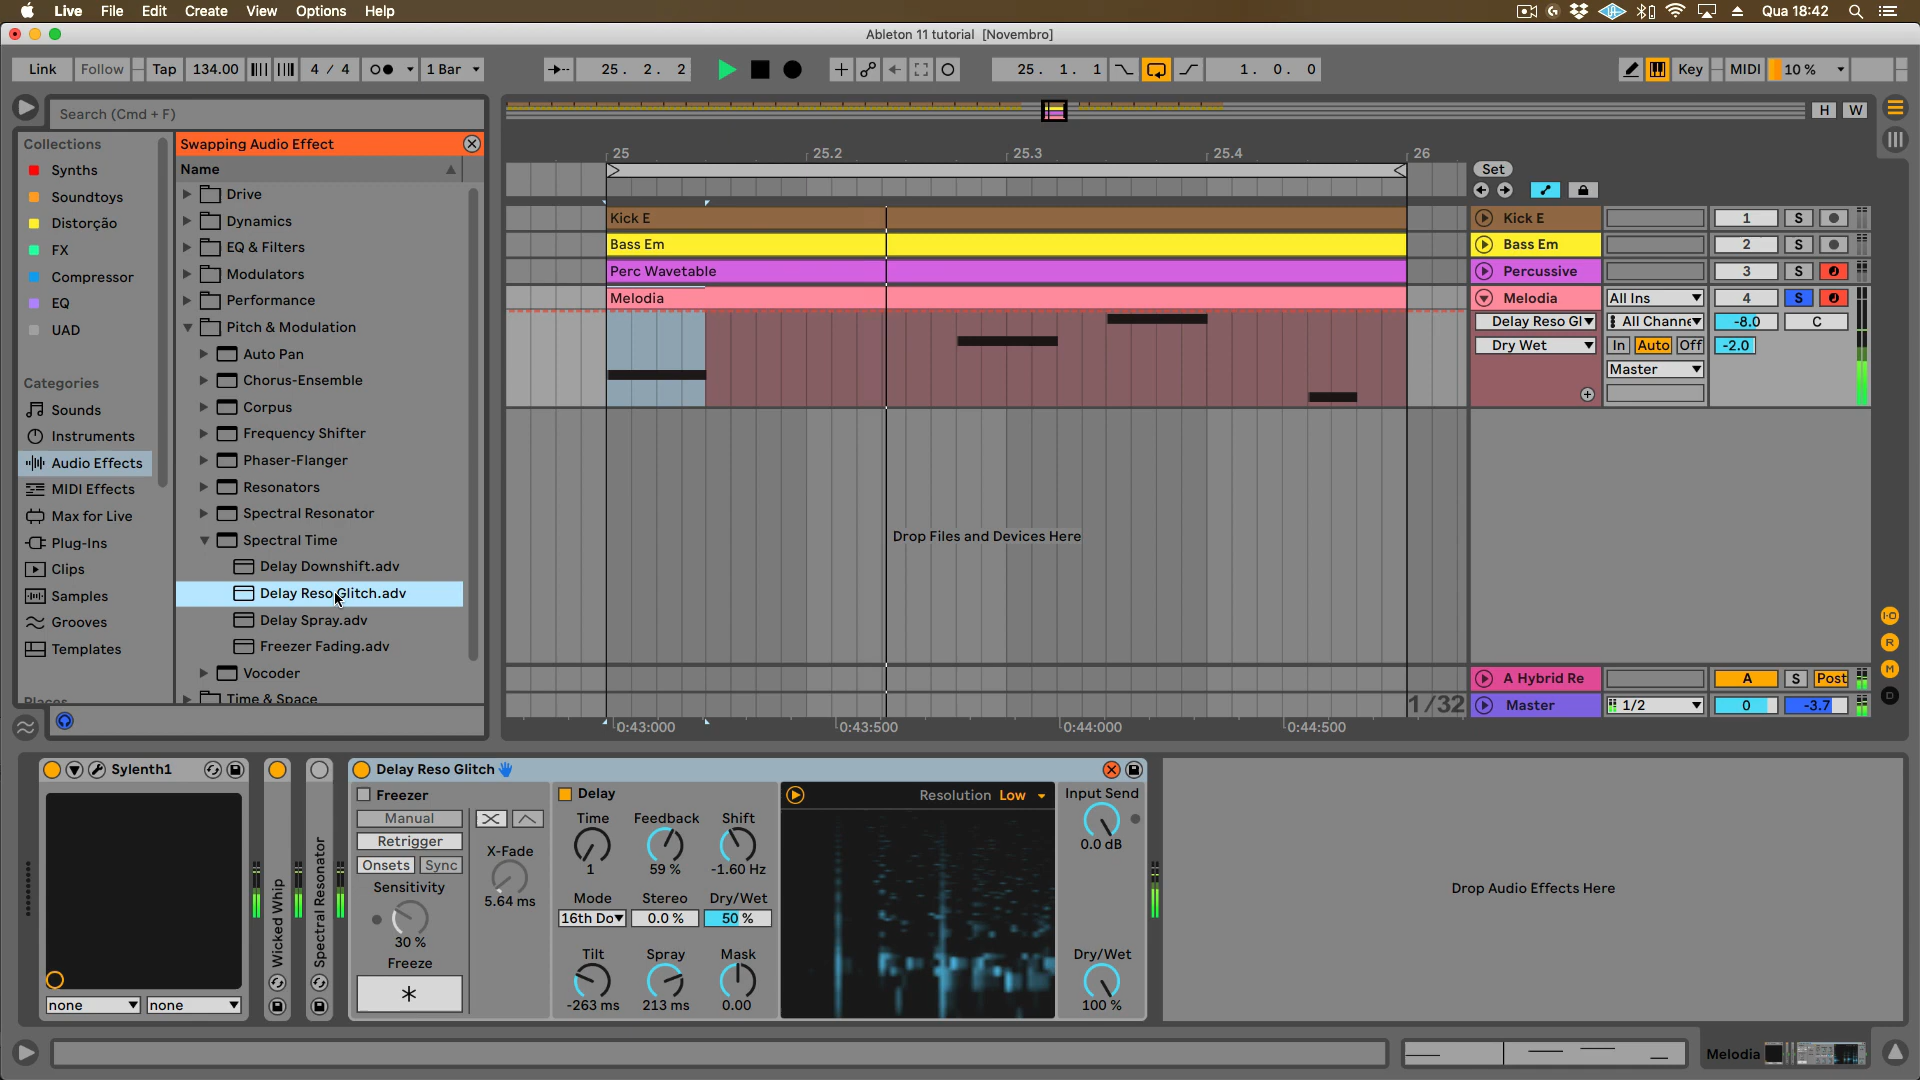 Live File Edit Create View Options Help Qua 18:42
Ableton 11 tutorial [Novembro]
Link Follow Tap 134.00 4 / 4 1 Bar 25. 2. 2 25. 1. 1 1. 0. 0 Key MIDI 10 %
Search (Cmd + F)
H W
Collections
Synths
Soundtoys
Distorção
FX
Compressor
EQ
UAD
Categories
Sounds
Instruments
Audio Effects
MIDI Effects
Max for Live
Plug-Ins
Clips
Samples
Grooves
Templates
Places
Swapping Audio Effect
Name
Drive
Dynamics
EQ & Filters
Modulators
Performance
Pitch & Modulation
Auto Pan
Chorus-Ensemble
Corpus
Frequency Shifter
Phaser-Flanger
Resonators
Spectral Resonator
Spectral Time
Delay Downshift.adv
Delay Reso Glitch.adv
Delay Spray.adv
Freezer Fading.adv
Vocoder
Time & Space
25 25.2 25.3 25.4 26
Set
Kick E
Bass Em
Perc Wavetable
Melodia
Drop Files and Devices Here
1/32
0:43:000 0:43:500 0:44:000 0:44:500
Kick E 1 S
Bass Em 2 S
Percussive 3 S
Melodia All Ins 4 S
Delay Reso Gl All Channe -8.0 C
Dry Wet In Auto Off -2.0
Master
A Hybrid Re A S Post
Master 1/2 0 -3.7
I·O
R
M
D
Sylenth1
none none
Wicked Whip
Spectral Resonator
Delay Reso Glitch
Freezer
Manual
Retrigger
Onsets Sync
Sensitivity
30 %
Freeze
X-Fade
5.64 ms
Delay
Time Feedback Shift
1 59 % -1.60 Hz
Mode Stereo Dry/Wet
16th Do 0.0 % 50 %
Tilt Spray Mask
-263 ms 213 ms 0.00
Resolution Low
Input Send
0.0 dB
Dry/Wet
100 %
Drop Audio Effects Here
Melodia